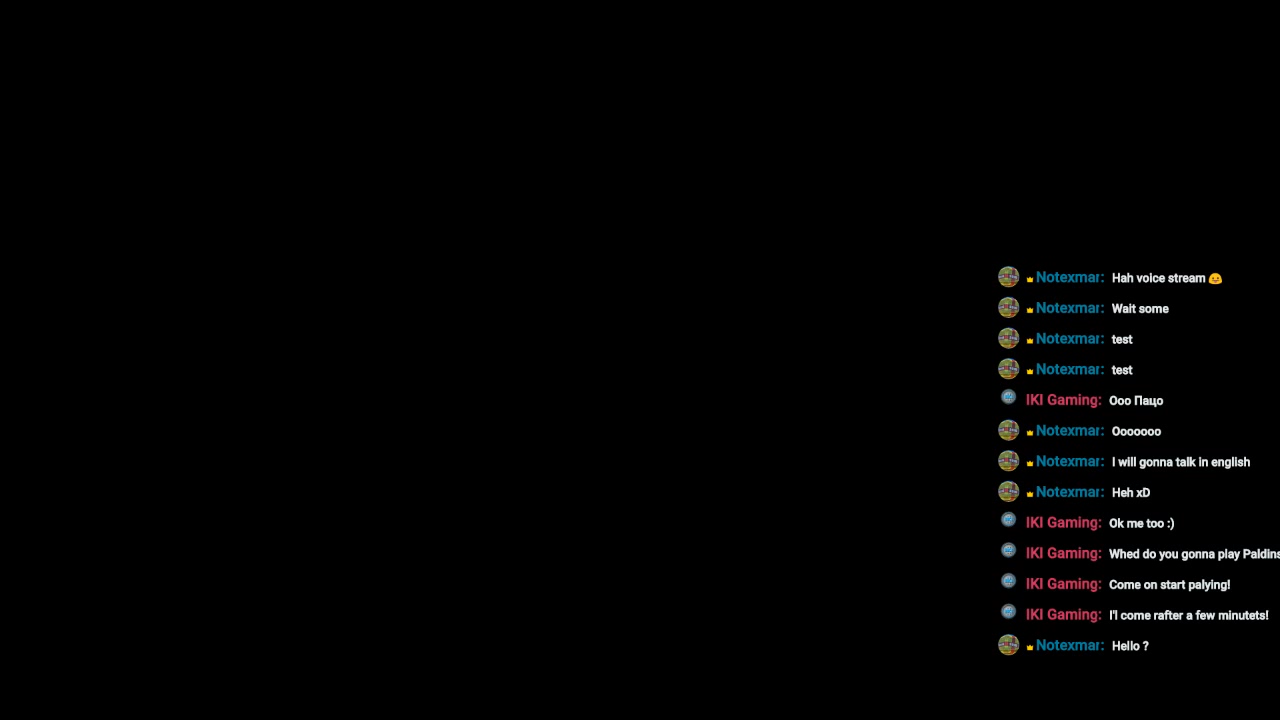 Notexmar: Hah voice stream
Notexmar: Wait some
Notexmar: test
Notexmar: test
IKI Gaming: Ооо Пацо
Notexmar: Ooooooo
Notexmar: I will gonna talk in english
Notexmar: Heh xD
IKI Gaming: Ok me too :)
IKI Gaming: Whed do you gonna play Paldins
IKI Gaming: Come on start palying!
IKI Gaming: I'l come rafter a few minutets!
Notexmar: Hello ?